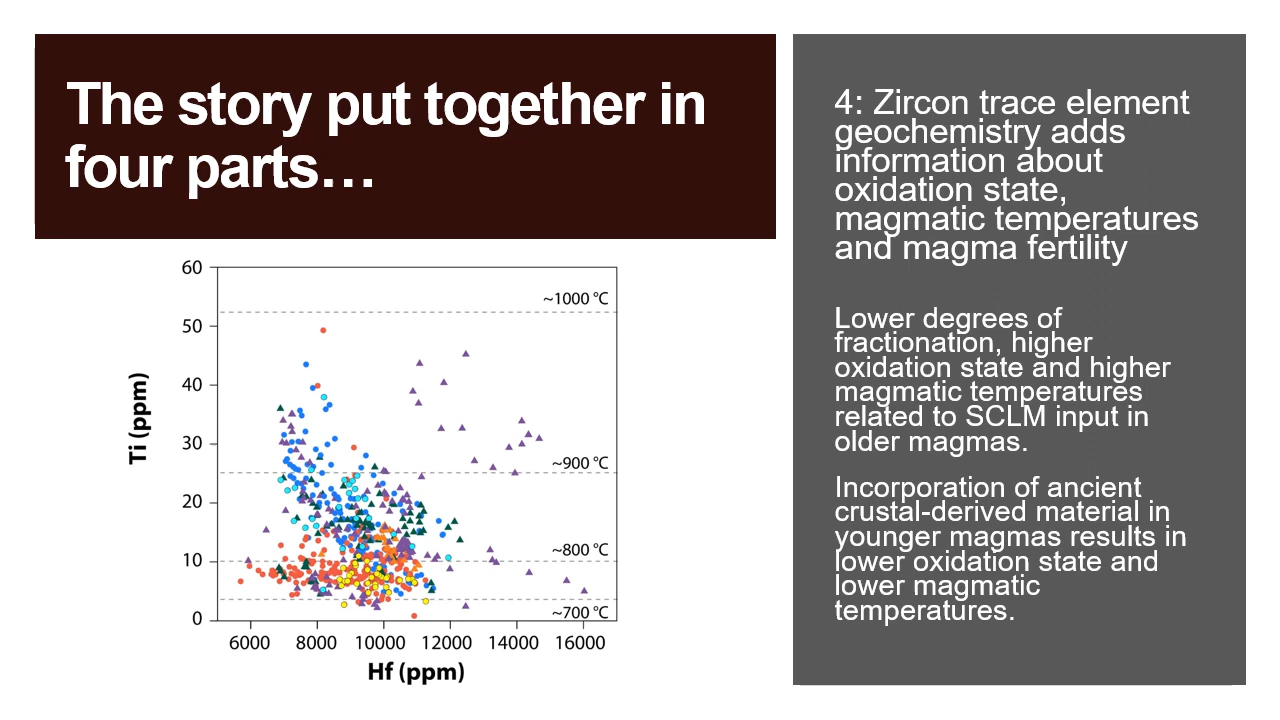 The story put together in
four parts…
4: Zircon trace element
geochemistry adds
information about
oxidation state,
magmatic temperatures
and magma fertility
Lower degrees of
fractionation, higher
oxidation state and higher
magmatic temperatures
related to SCLM input in
older magmas.
Incorporation of ancient
crustal-derived material in
younger magmas results in
lower oxidation state and
lower magmatic
temperatures.
60
50
40
30
20
10
0
Ti (ppm)
~1000 °C
~900 °C
~800 °C
~700 °C
6000 8000 10000 12000 14000 16000
Hf (ppm)